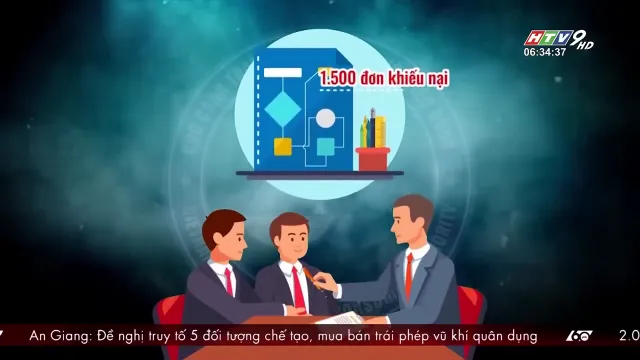 HTV9 HD
06:34:37
1.500 đơn khiếu nại
An Giang: Đề nghị truy tố 5 đối tượng chế tạo, mua bán trái phép vũ khí quân dụng
60
2.0